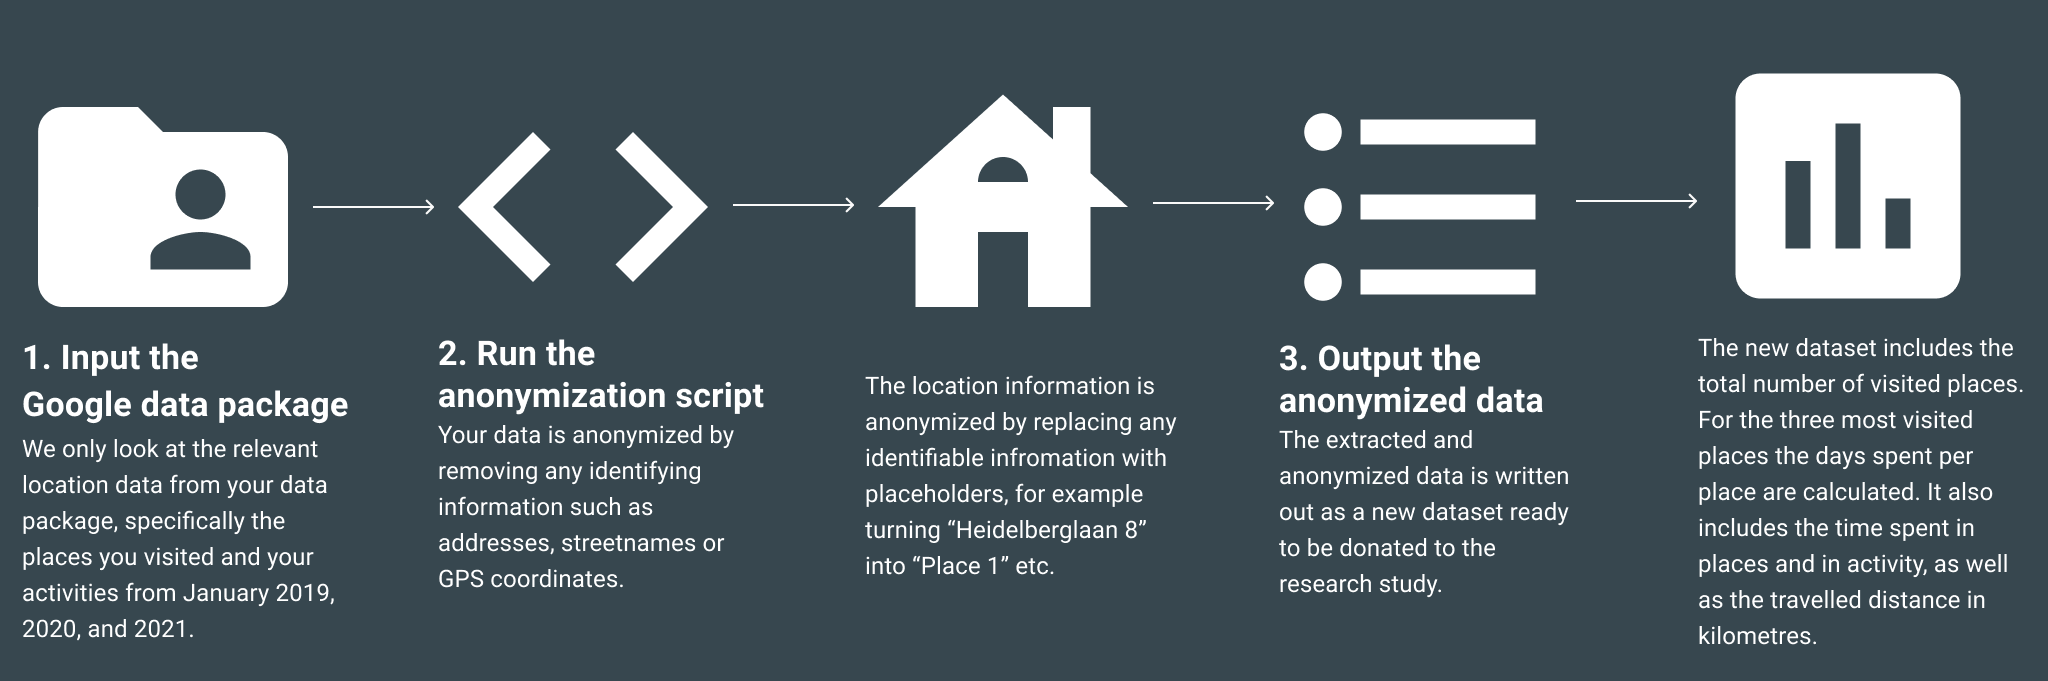 1. Input the
Google data package
We only look at the relevant
location data from your data
package, specifically the
places you visited and your
activities from January 2019,
2020, and 2021.
2. Run the
anonymization script
Your data is anonymized by
removing any identifying
information such as
addresses, streetnames or
GPS coordinates.
The location information is
anonymized by replacing any
identifiable infromation with
placeholders, for example
turning “Heidelberglaan 8”
into “Place 1” etc.
3. Output the
anonymized data
The extracted and
anonymized data is written
out as a new dataset ready
to be donated to the
research study.
The new dataset includes the
total number of visited places.
For the three most visited
places the days spent per
place are calculated. It also
includes the time spent in
places and in activity, as well
as the travelled distance in
kilometres.